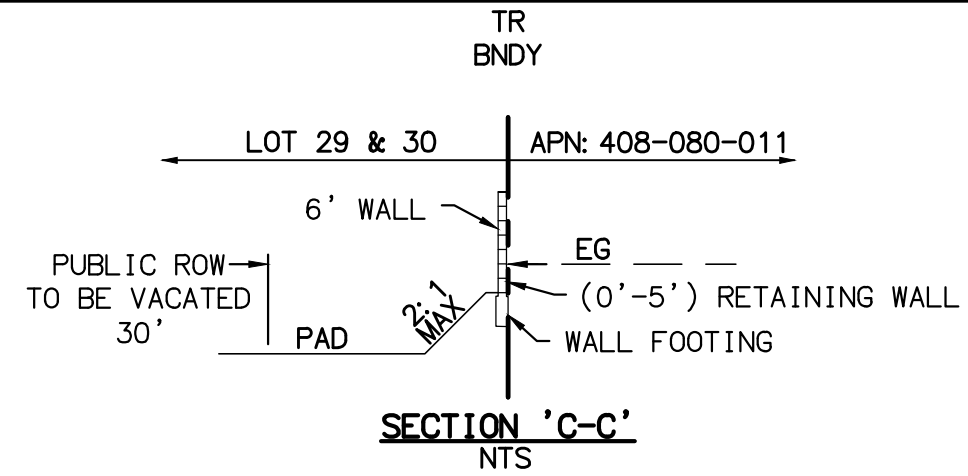 TR
BNDY
LOT 29 & 30
APN: 408-080-011
6' WALL
EG
PUBLIC ROW
TO BE VACATED
30'
2:1
MAX
(0'-5') RETAINING WALL
PAD
WALL FOOTING
SECTION 'C-C'
NTS